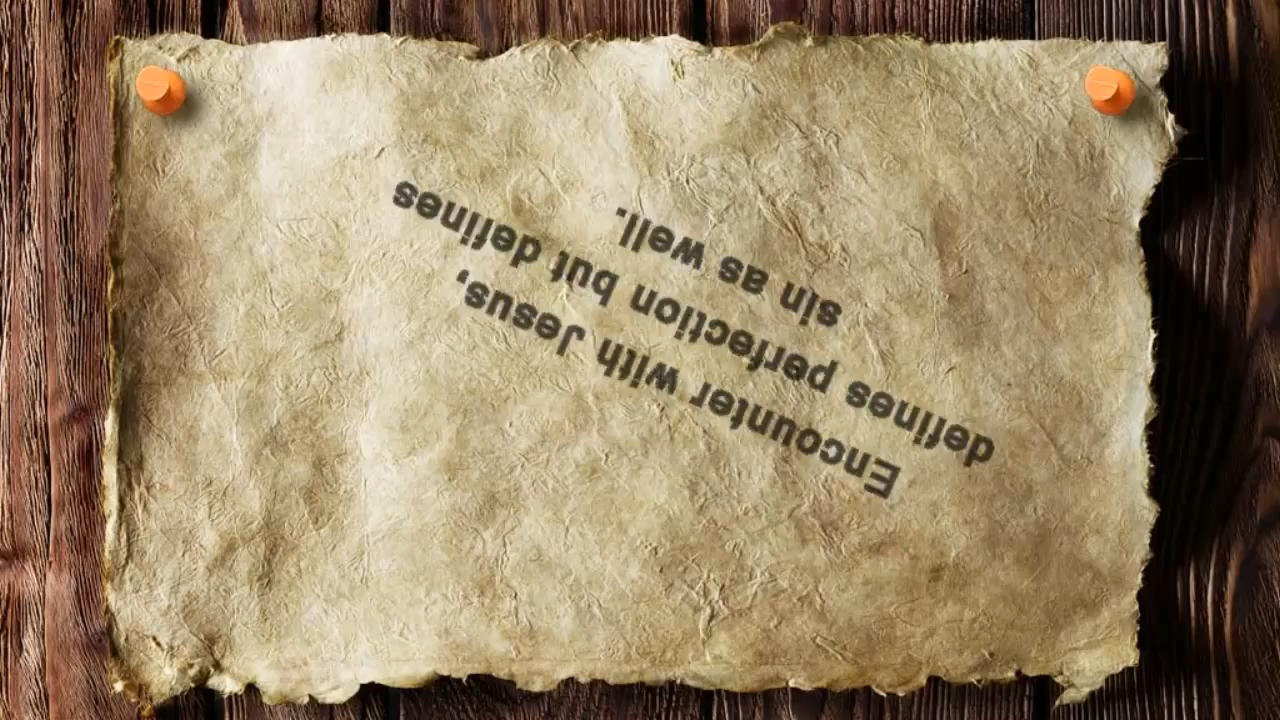 Encounter with Jesus,
defines perfection but defines
sin as well.